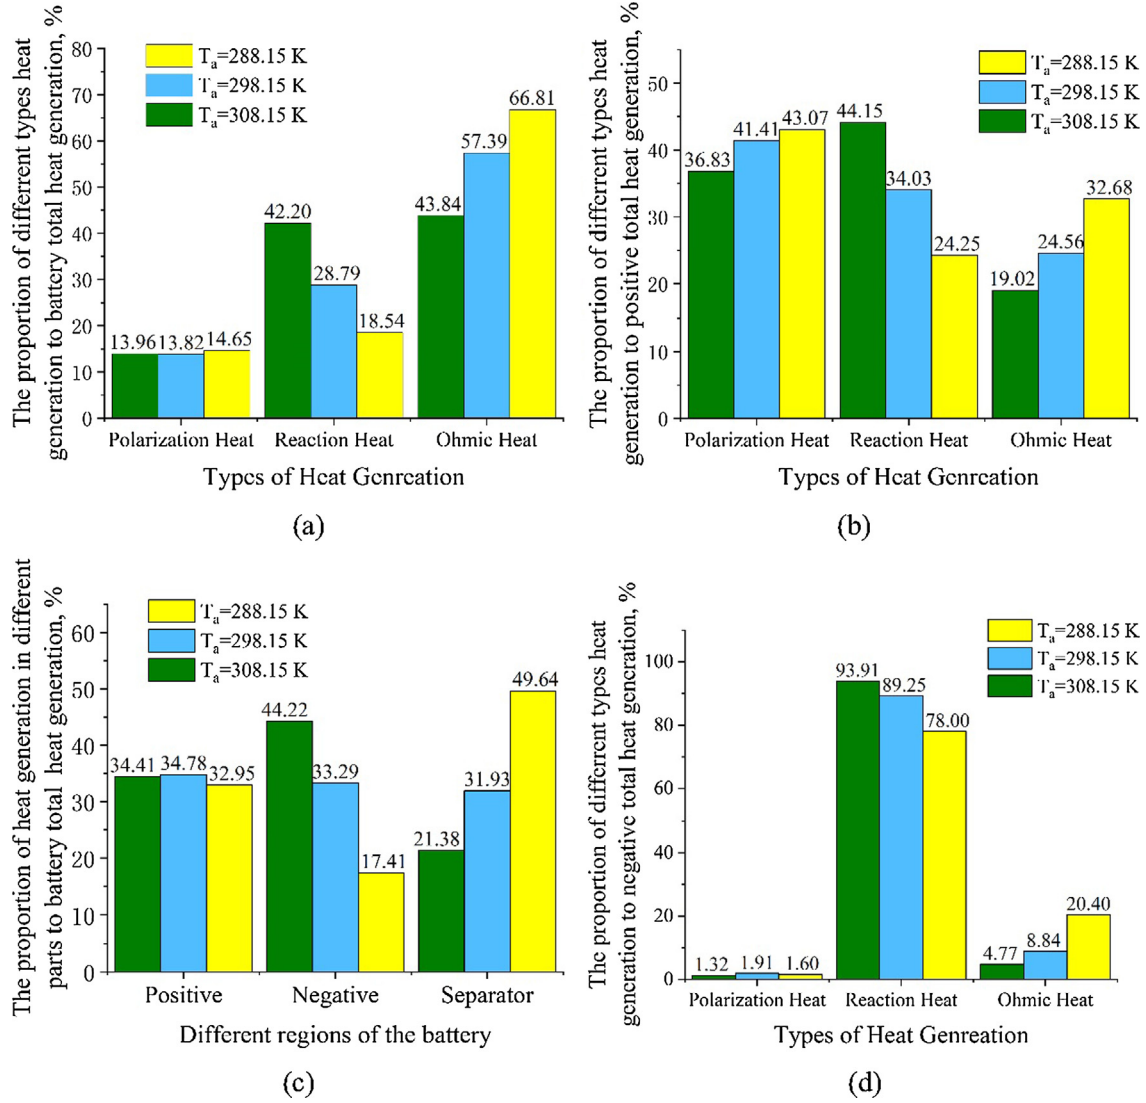 The proportion of different types heat
generation to battery total heat generation, %
80
70
60
50
40
30
20
10
0
Tₐ=288.15 K
Tₐ=298.15 K
Tₐ=308.15 K
13.96
13.82
14.65
42.20
28.79
18.54
43.84
57.39
66.81
Polarization Heat
Reaction Heat
Ohmic Heat
Types of Heat Genreation
(a)
The proportion of different types heat
generation to positive total heat generation, %
50
40
30
20
10
0
Tₐ=288.15 K
Tₐ=298.15 K
Tₐ=308.15 K
36.83
41.41
43.07
44.15
34.03
24.25
19.02
24.56
32.68
Polarization Heat
Reaction Heat
Ohmic Heat
Types of Heat Genreation
(b)
The proportion of heat generation in different
parts to battery total heat generation, %
60
50
40
30
20
10
0
Tₐ=288.15 K
Tₐ=298.15 K
Tₐ=308.15 K
34.41
34.78
32.95
44.22
33.29
17.41
21.38
31.93
49.64
Positive
Negative
Separator
Different regions of the battery
(c)
The proportion of different types heat
generation to negative total heat generation, %
100
80
60
40
20
0
Tₐ=288.15 K
Tₐ=298.15 K
Tₐ=308.15 K
1.32
1.91
1.60
93.91
89.25
78.00
4.77
8.84
20.40
Polarization Heat
Reaction Heat
Ohmic Heat
Types of Heat Genreation
(d)